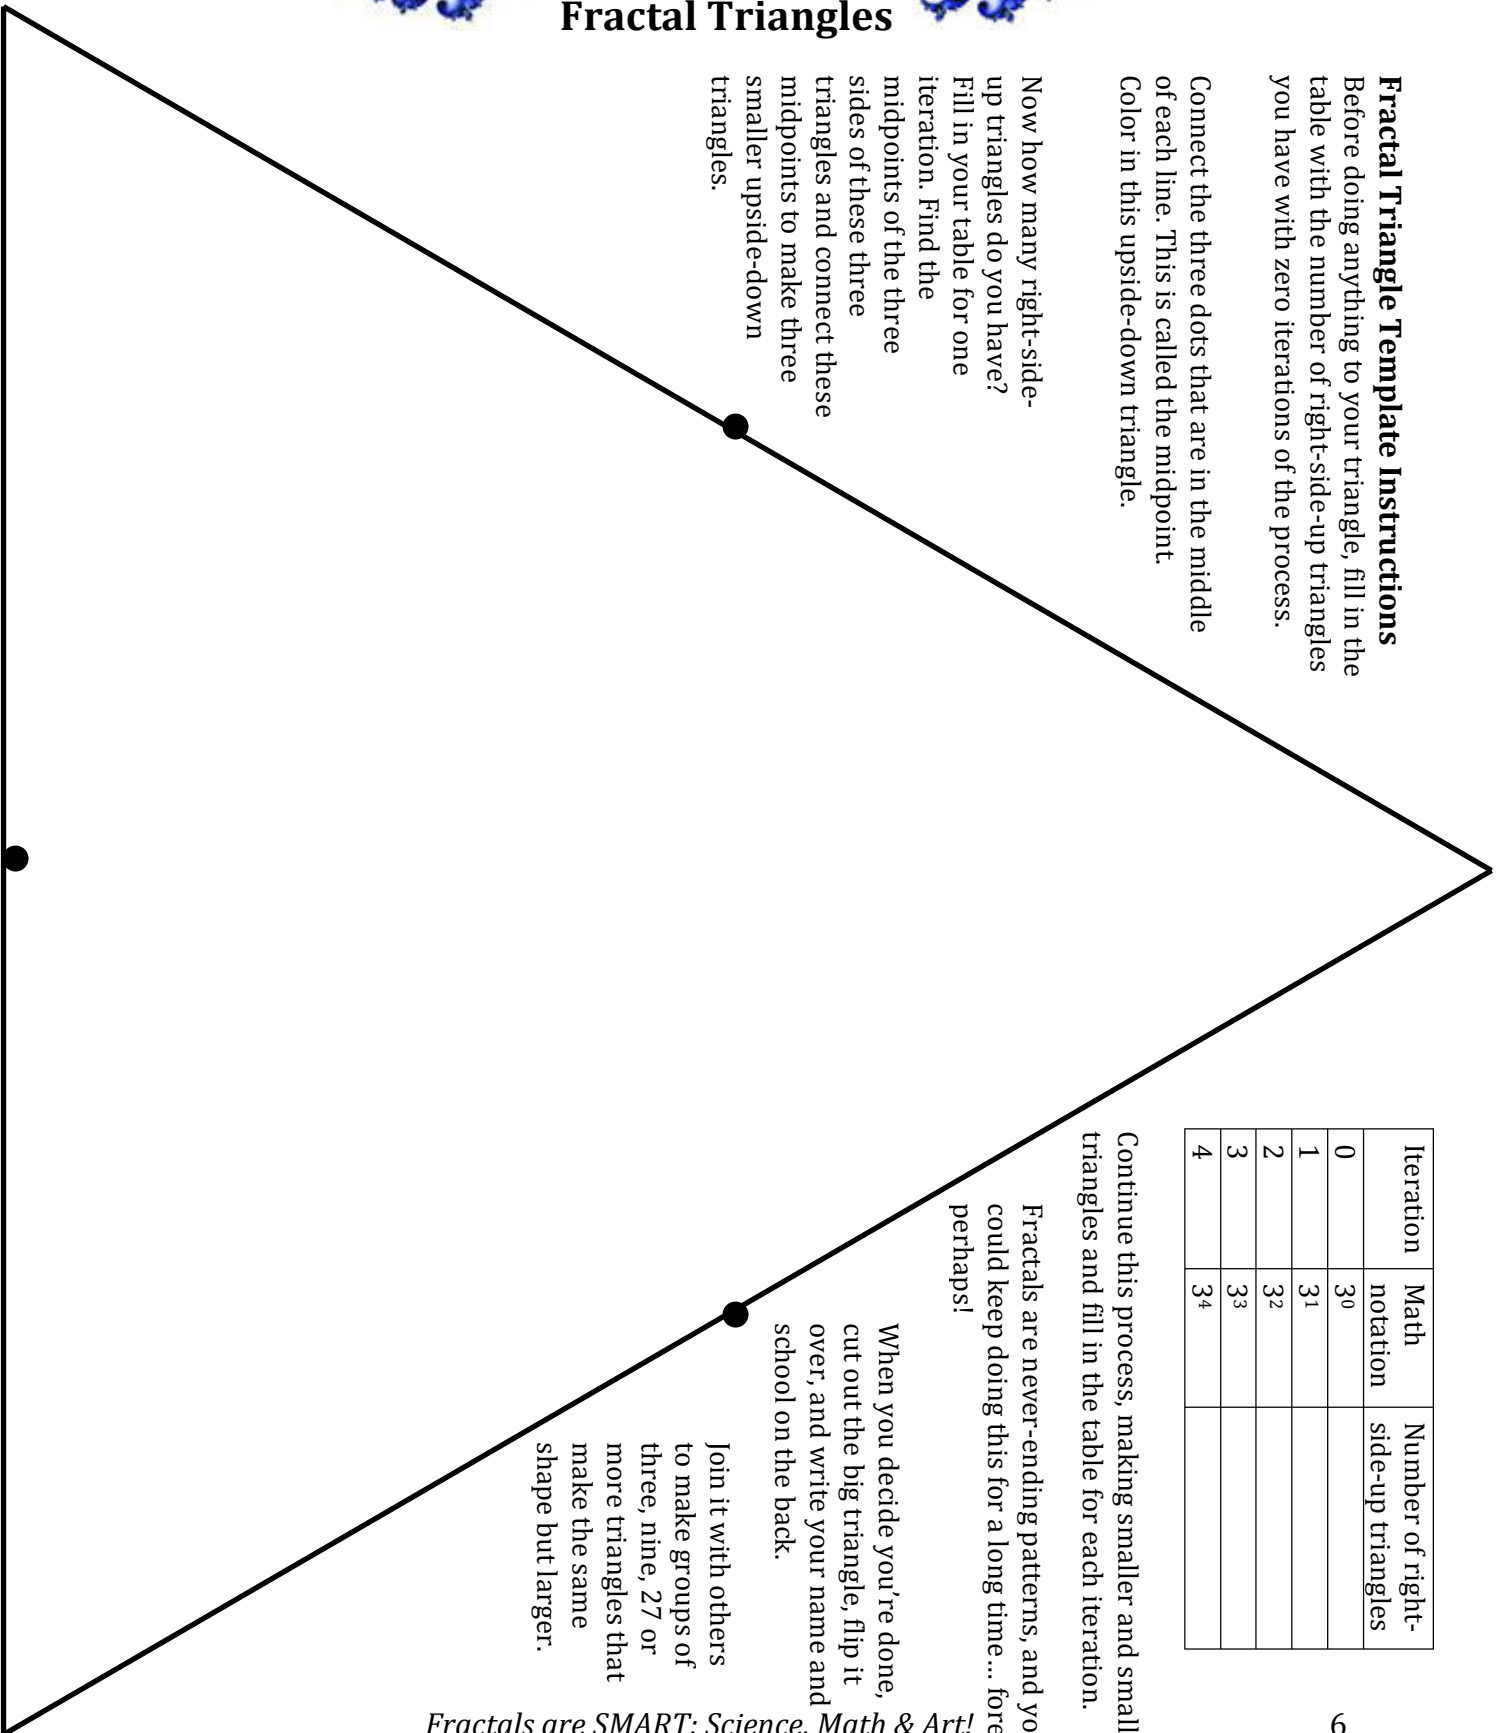 Fractal Triangles
Fractal Triangle Template Instructions
Before doing anything to your triangle, fill in the
table with the number of right-side-up triangles
you have with zero iterations of the process.
Connect the three dots that are in the middle
of each line. This is called the midpoint.
Color in this upside-down triangle.
Now how many right-side-
up triangles do you have?
Fill in your table for one
iteration. Find the
midpoints of the three
sides of these three
triangles and connect these
midpoints to make three
smaller upside-down
triangles.
Iteration Math notation Number of right-side-up triangles
0 3⁰
1 3¹
2 3²
3 3³
4 3⁴
Continue this process, making smaller and small
triangles and fill in the table for each iteration.
Fractals are never-ending patterns, and yo
could keep doing this for a long time... fore
perhaps!
When you decide you're done,
cut out the big triangle, flip it
over, and write your name and
school on the back.
Join it with others
to make groups of
three, nine, 27 or
more triangles that
make the same
shape but larger.
Fractals are SMART: Science, Math & Art!
6